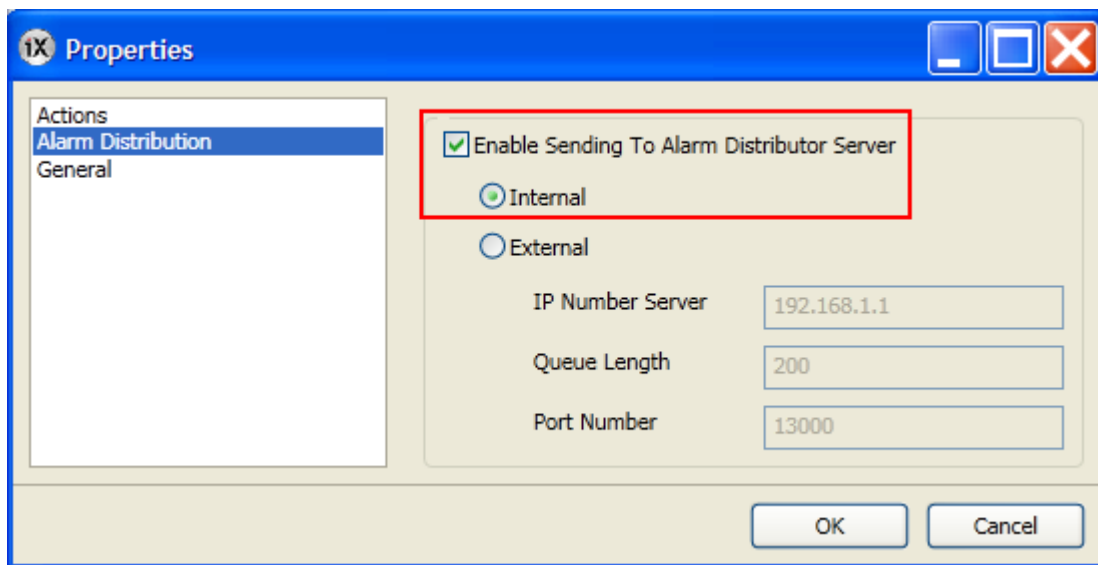 iX Properties
Actions
Alarm Distribution
General
Enable Sending To Alarm Distributor Server
Internal
External
IP Number Server 192.168.1.1
Queue Length 200
Port Number 13000
OK Cancel